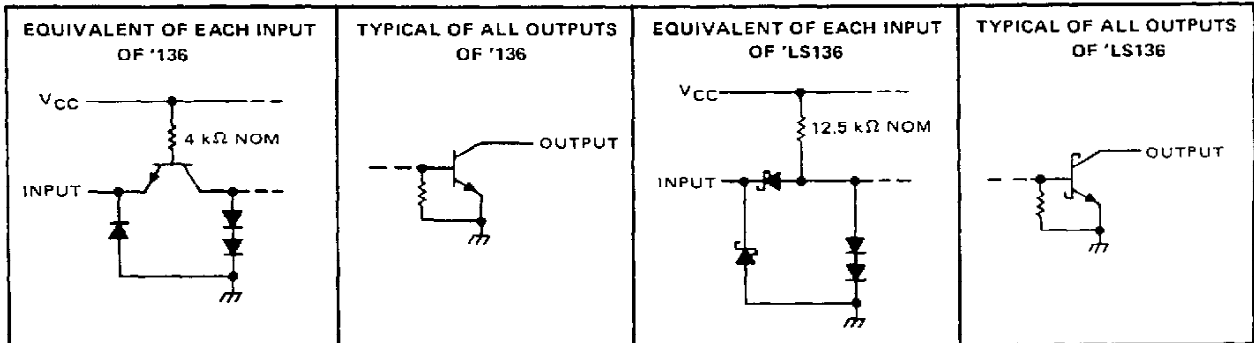 EQUIVALENT OF EACH INPUT
OF '136
VCC
4 kΩ NOM
INPUT
TYPICAL OF ALL OUTPUTS
OF '136
OUTPUT
EQUIVALENT OF EACH INPUT
OF 'LS136
VCC
12.5 kΩ NOM
INPUT
TYPICAL OF ALL OUTPUTS
OF 'LS136
OUTPUT